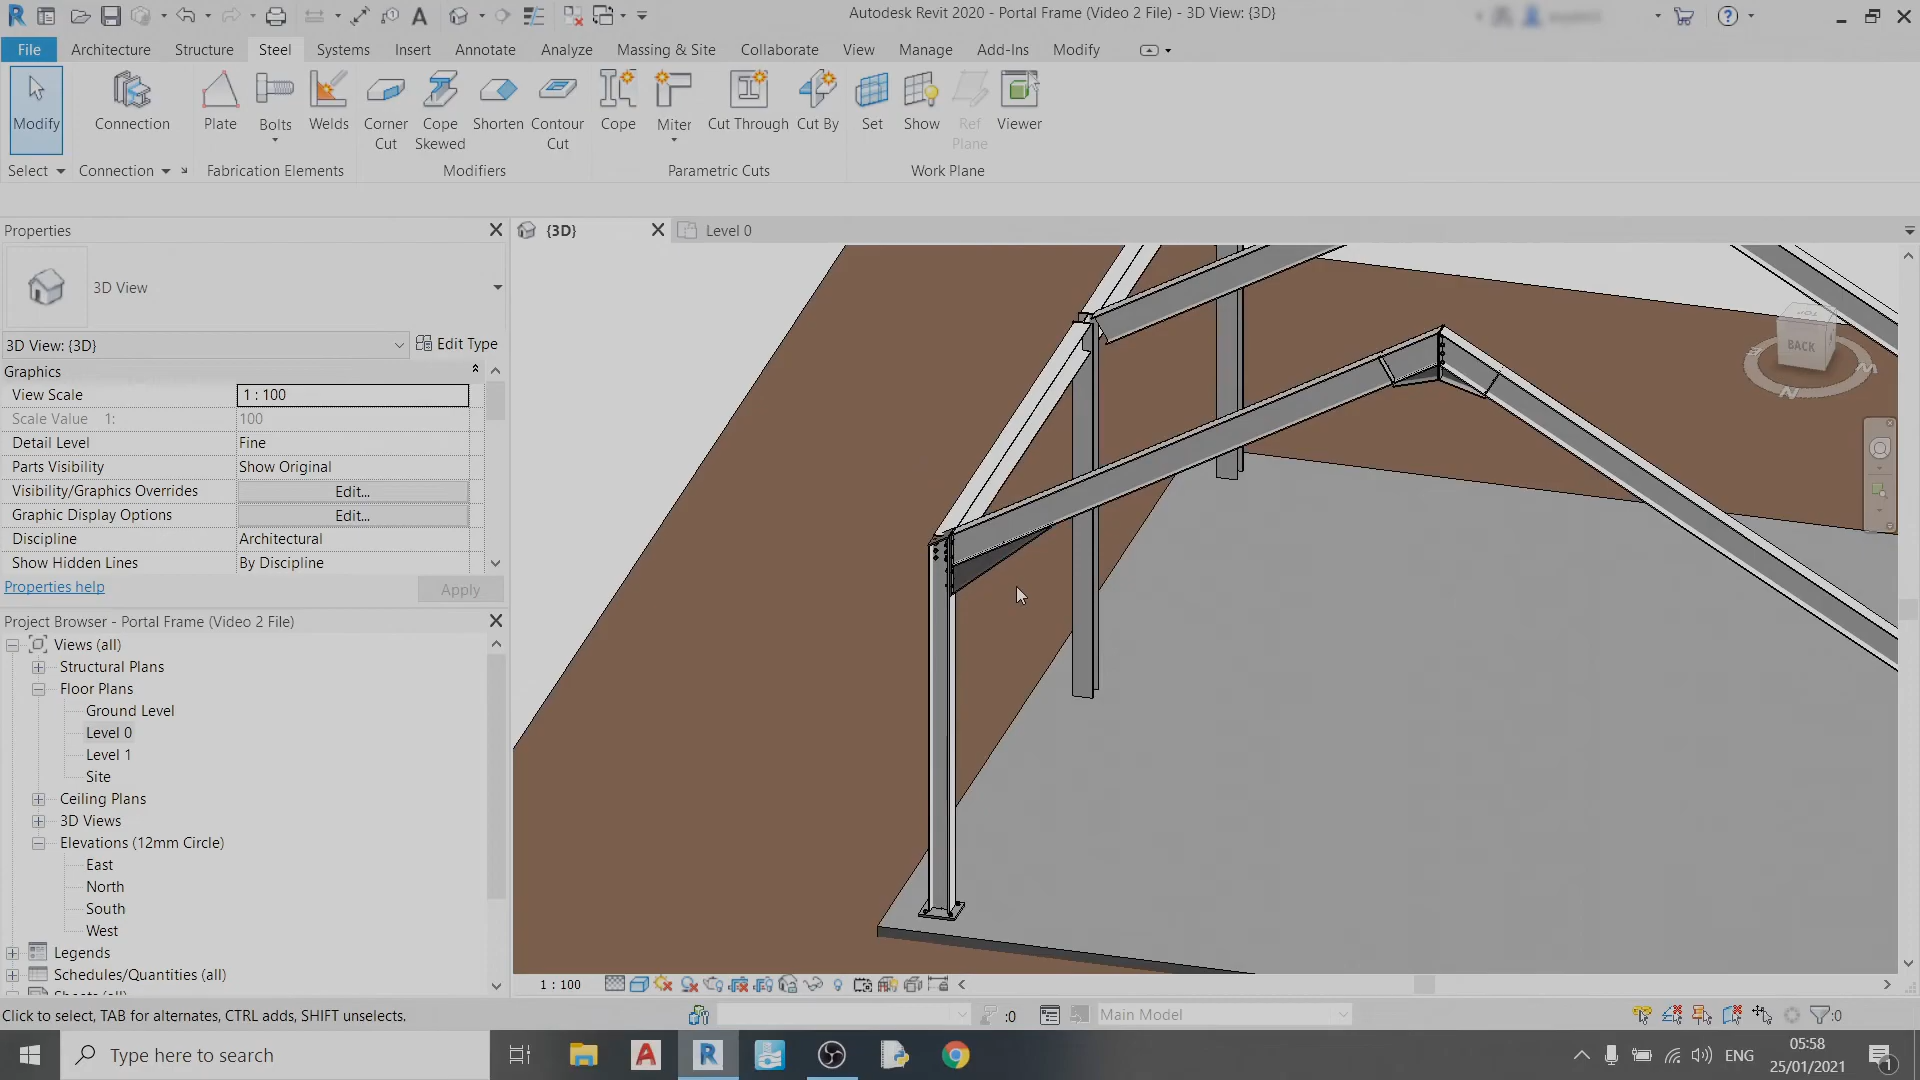 Autodesk Revit 2020 - Portal Frame (Video 2 File) - 3D View: {3D}
File Architecture Structure Steel Systems Insert Annotate Analyze Massing & Site Collaborate View Manage Add-Ins Modify
Modify Connection Plate Bolts Welds Corner Cut Cope Skewed Shorten Contour Cut Cope Miter Cut Through Cut By Set Show Ref Plane Viewer
Select Connection Fabrication Elements Modifiers Parametric Cuts Work Plane
Properties
{3D}
Level 0
3D View
3D View: {3D}
Edit Type
Graphics
View Scale 1 : 100
Scale Value 1: 100
Detail Level Fine
Parts Visibility Show Original
Visibility/Graphics Overrides Edit...
Graphic Display Options Edit...
Discipline Architectural
Show Hidden Lines By Discipline
Properties help
Apply
Project Browser - Portal Frame (Video 2 File)
Views (all)
Structural Plans
Floor Plans
Ground Level
Level 0
Level 1
Site
Ceiling Plans
3D Views
Elevations (12mm Circle)
East
North
South
West
Legends
Schedules/Quantities (all)
BACK
1 : 100
Click to select, TAB for alternates, CTRL adds, SHIFT unselects.
:0
Main Model
:0
Type here to search
ENG
05:58
25/01/2021
1